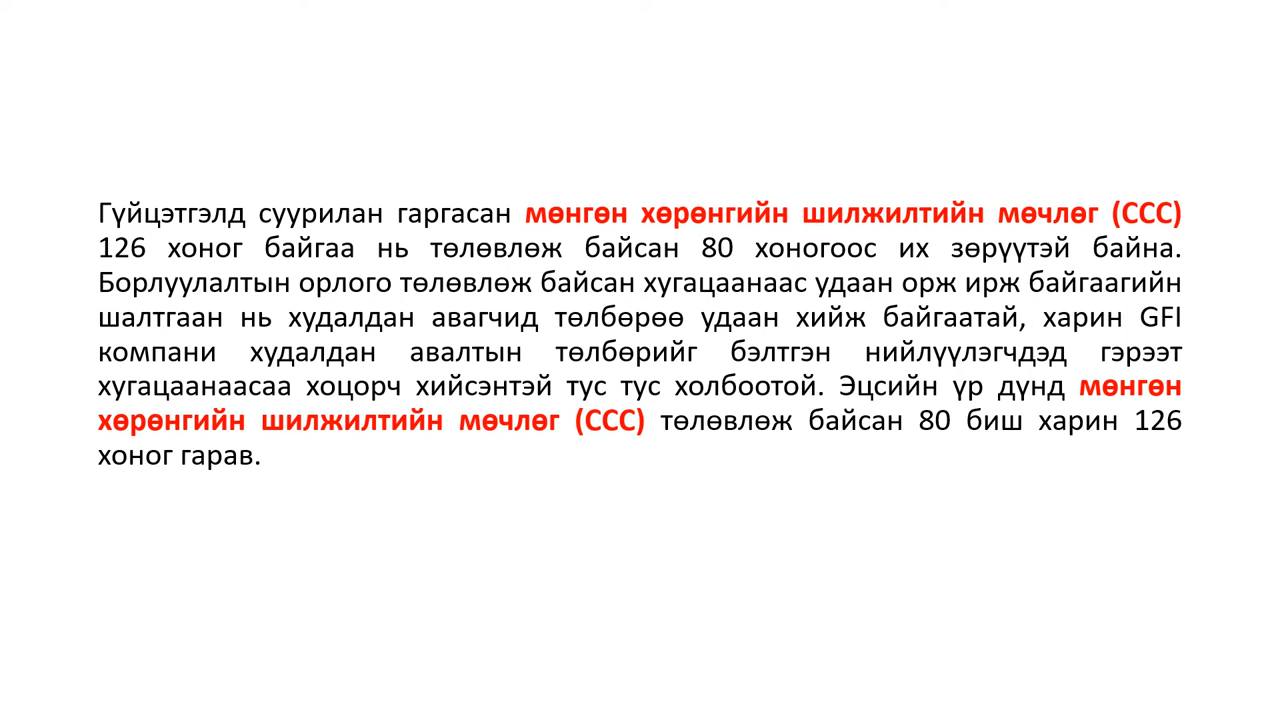 Гүйцэтгэлд суурилан гаргасан мөнгөн хөрөнгийн шилжилтийн мөчлөг (ССС)
126 хоног байгаа нь төлөвлөж байсан 80 хоногоос их зөрүүтэй байна.
Борлуулалтын орлого төлөвлөж байсан хугацаанаас удаан орж ирж байгаагийн
шалтгаан нь худалдан авагчид төлбөрөө удаан хийж байгаатай, харин GFI
компани худалдан авалтын төлбөрийг бэлтгэн нийлүүлэгчдэд гэрээт
хугацаанаасаа хоцорч хийсэнтэй тус тус холбоотой. Эцсийн үр дүнд мөнгөн
хөрөнгийн шилжилтийн мөчлөг (ССС) төлөвлөж байсан 80 биш харин 126
хоног гарав.